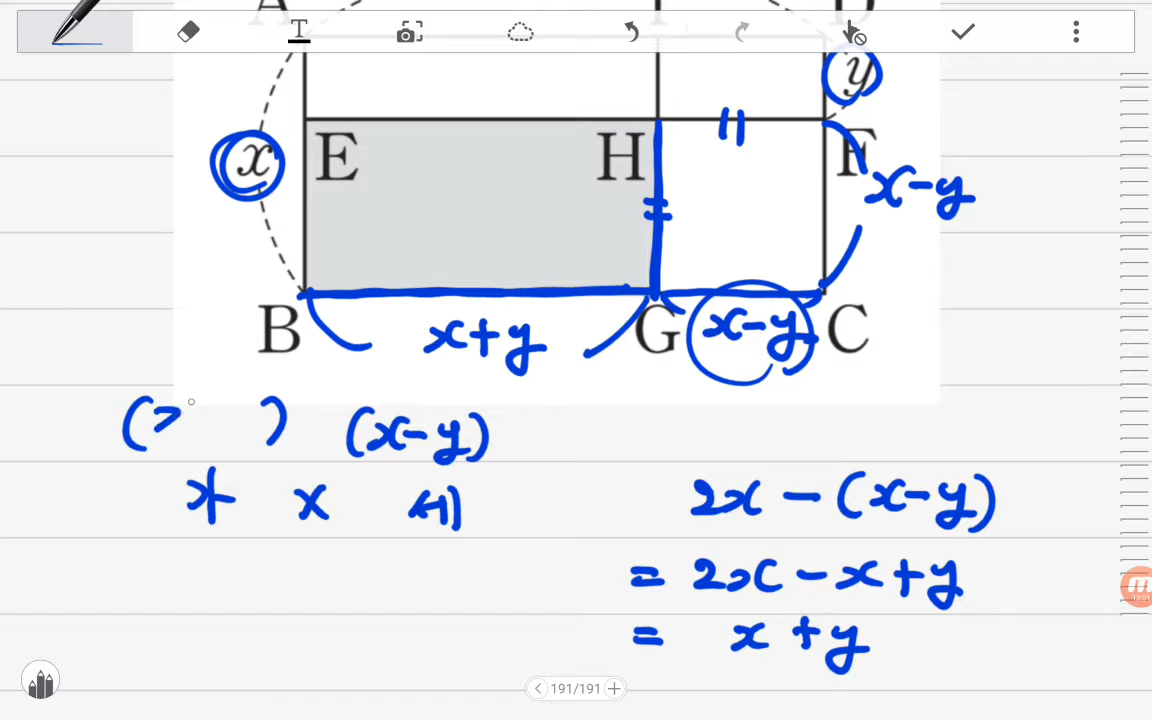 T
y
x E H F
x-y
B x+y G x-y C
(x ) (x-y)
2x - (x-y)
= 2x - x + y
= x + y
191/191